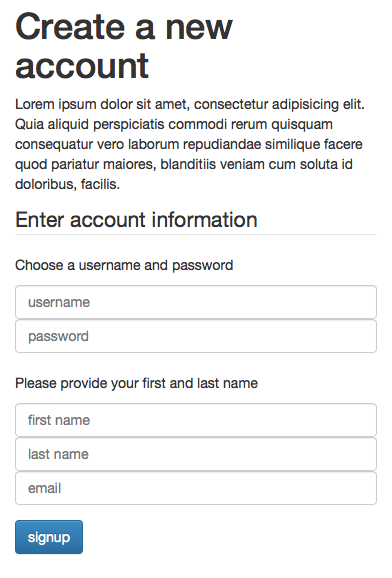 Create a new
account
Lorem ipsum dolor sit amet, consectetur adipisicing elit.
Quia aliquid perspiciatis commodi rerum quisquam
consequatur vero laborum repudiandae similique facere
quod pariatur maiores, blanditiis veniam cum soluta id
doloribus, facilis.
Enter account information
Choose a username and password
username
password
Please provide your first and last name
first name
last name
email
signup